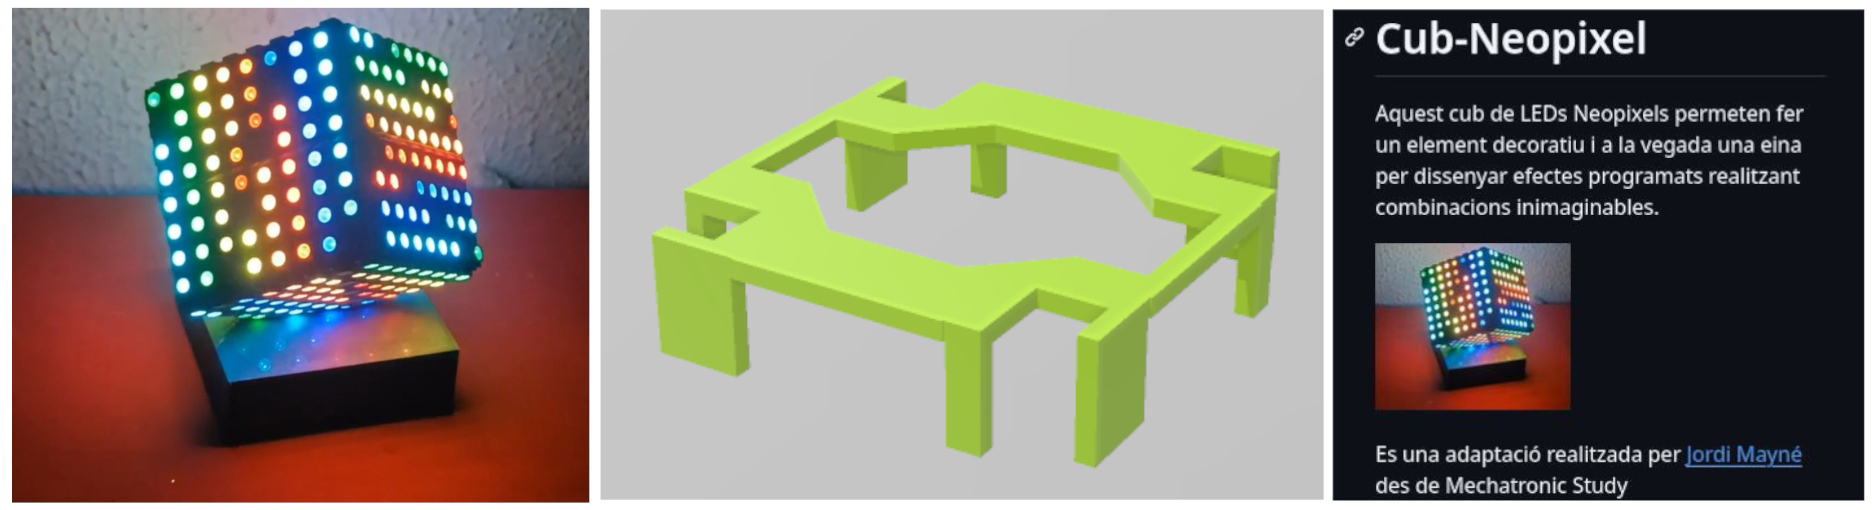 Cub-Neopixel
Aquest cub de LEDs Neopixels permeten fer
un element decoratiu i a la vegada una eina
per dissenyar efectes programats realitzant
combinacions inimaginables.
Es una adaptació realitzada per Jordi Mayné
des de Mechatronic Study